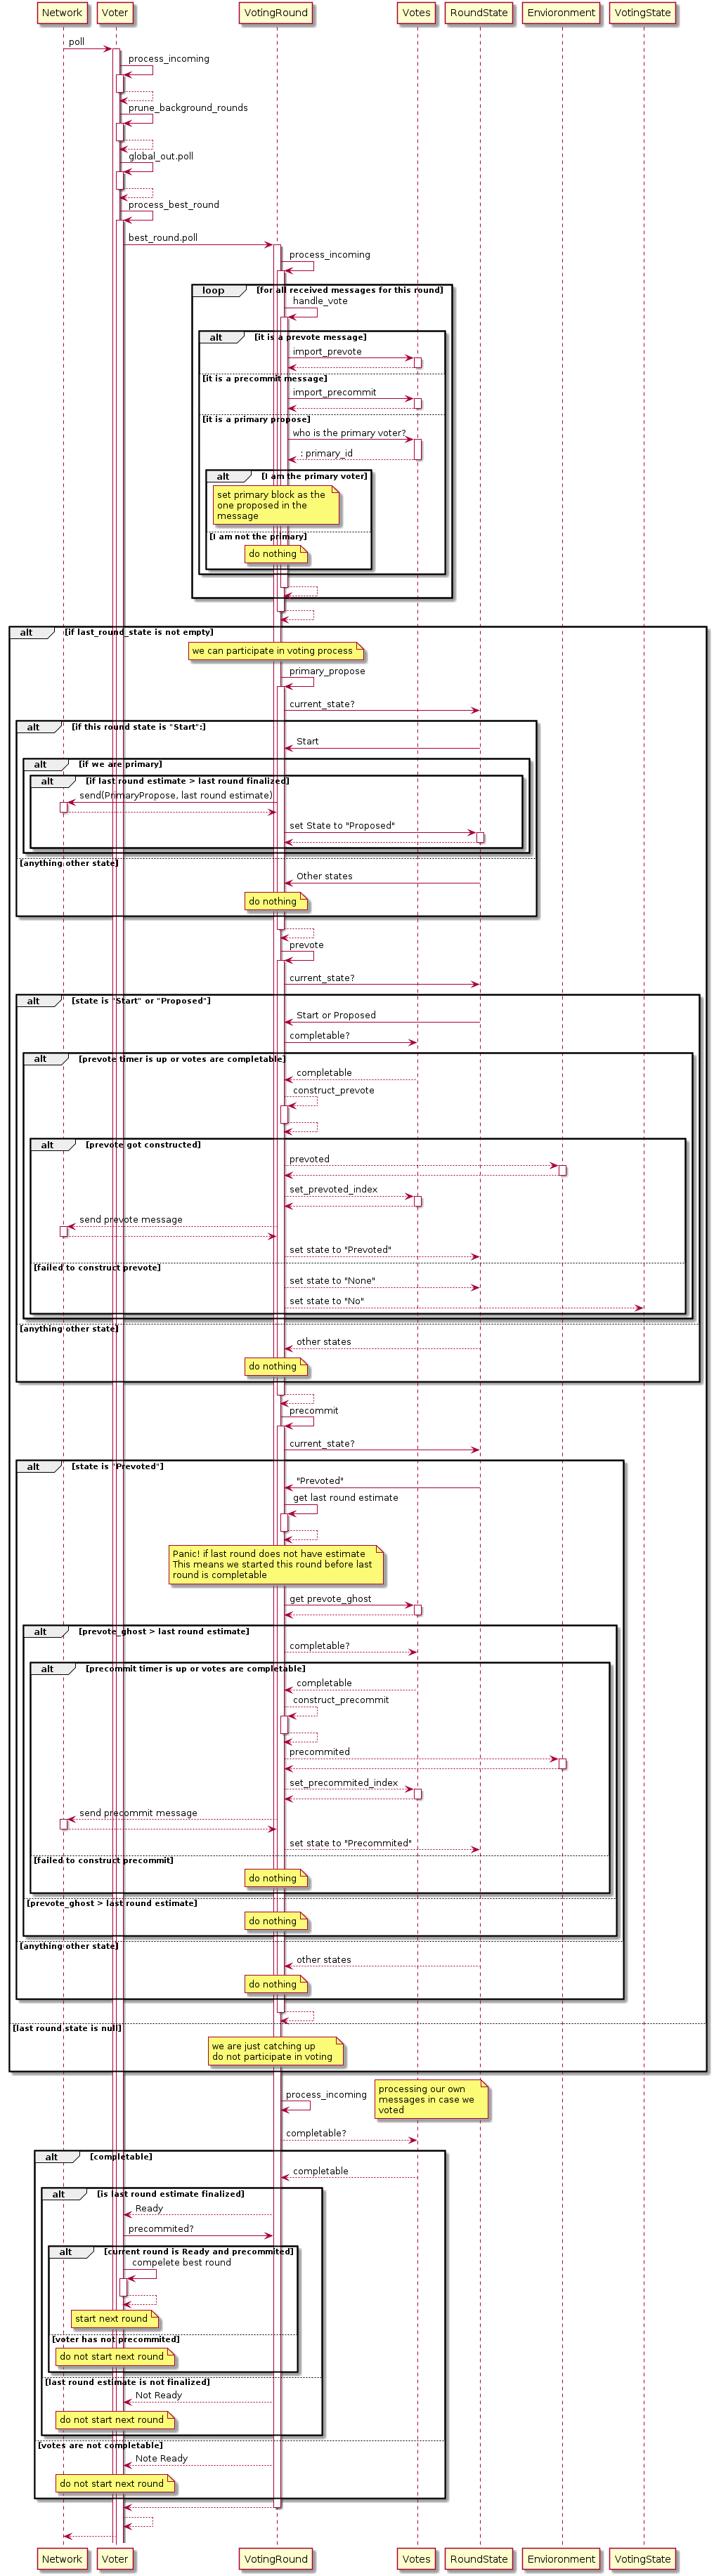 Network Voter VotingRound Votes RoundState Envioronment VotingState
poll
process_incoming
prune_background_rounds
global_out.poll
process_best_round
best_round.poll
process_incoming
loop [for all received messages for this round]
handle_vote
alt [it is a prevote message]
import_prevote
[it is a precommit message]
import_precommit
[it is a primary propose]
who is the primary voter?
: primary_id
alt [I am the primary voter]
set primary block as the
one proposed in the
message
[I am not the primary]
do nothing
alt [if last_round_state is not empty]
we can participate in voting process
primary_propose
current_state?
alt [if this round state is "Start":]
Start
alt [if we are primary]
alt [if last round estimate > last round finalized]
send(PrimaryPropose, last round estimate)
set State to "Proposed"
[anything other state]
Other states
do nothing
prevote
current_state?
alt [state is "Start" or "Proposed"]
Start or Proposed
completable?
alt [prevote timer is up or votes are completable]
completable
construct_prevote
alt [prevote got constructed]
prevoted
set_prevoted_index
send prevote message
set state to "Prevoted"
[failed to construct prevote]
set state to "None"
set state to "No"
[anything other state]
other states
do nothing
precommit
current_state?
alt [state is "Prevoted"]
"Prevoted"
get last round estimate
Panic! if last round does not have estimate
This means we started this round before last
round is completable
get prevote_ghost
alt [prevote_ghost > last round estimate]
completable?
alt [precommit timer is up or votes are completable]
completable
construct_precommit
precommited
set_precommited_index
send precommit message
set state to "Precommited"
[failed to construct precommit]
do nothing
[prevote_ghost > last round estimate]
do nothing
[anything other state]
other states
do nothing
[last round state is null]
we are just catching up
do not participate in voting
process_incoming
processing our own
messages in case we
voted
completable?
alt [completable]
completable
alt [is last round estimate finalized]
Ready
precommited?
alt [current round is Ready and precommited]
compelete best round
start next round
[voter has not precommited]
do not start next round
[last round estimate is not finalized]
Not Ready
do not start next round
[votes are not completable]
Note Ready
do not start next round
Network Voter VotingRound Votes RoundState Envioronment VotingState